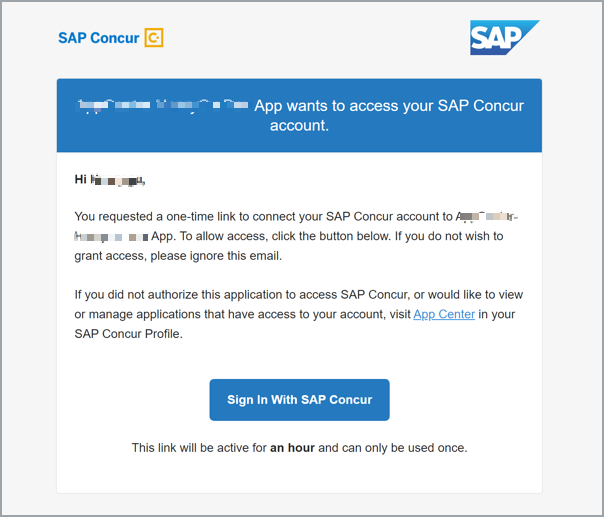 SAP Concur C
SAP
App wants to access your SAP Concur
account.
Hi
You requested a one-time link to connect your SAP Concur account to
App. To allow access, click the button below. If you do not wish to
grant access, please ignore this email.
If you did not authorize this application to access SAP Concur, or would like to view
or manage applications that have access to your account, visit App Center in your
SAP Concur Profile.
Sign In With SAP Concur
This link will be active for an hour and can only be used once.